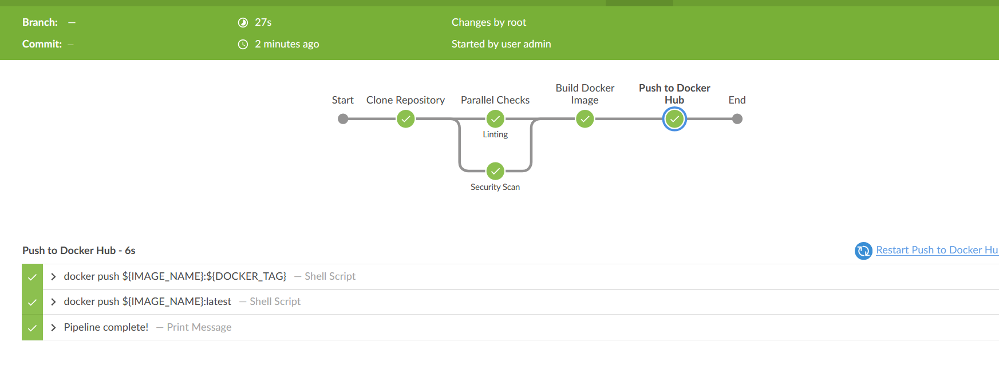 Branch: —
27s
Changes by root
Commit: –
2 minutes ago
Started by user admin
Start
Clone Repository
Parallel Checks
Build Docker
Image
Push to Docker
Hub
End
Linting
Security Scan
Push to Docker Hub - 6s
Restart Push to Docker Hu
docker push ${IMAGE_NAME}:${DOCKER_TAG} — Shell Script
docker push ${IMAGE_NAME}:latest — Shell Script
Pipeline complete! — Print Message